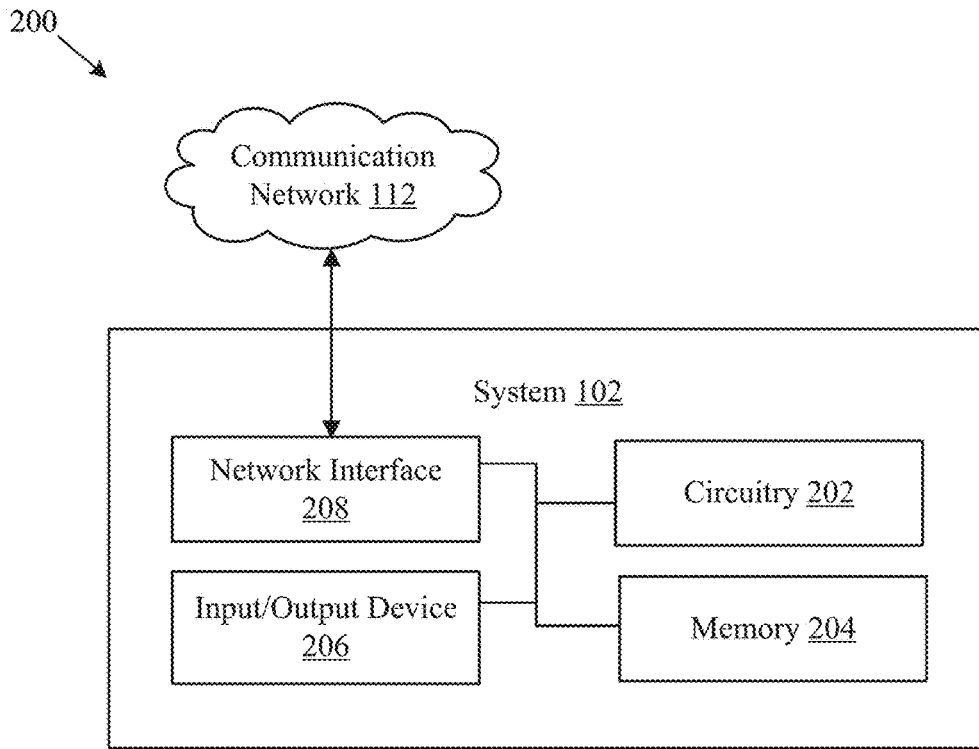 200
Communication
Network 112
System 102
Network Interface
208
Circuitry 202
Input/Output Device
206
Memory 204